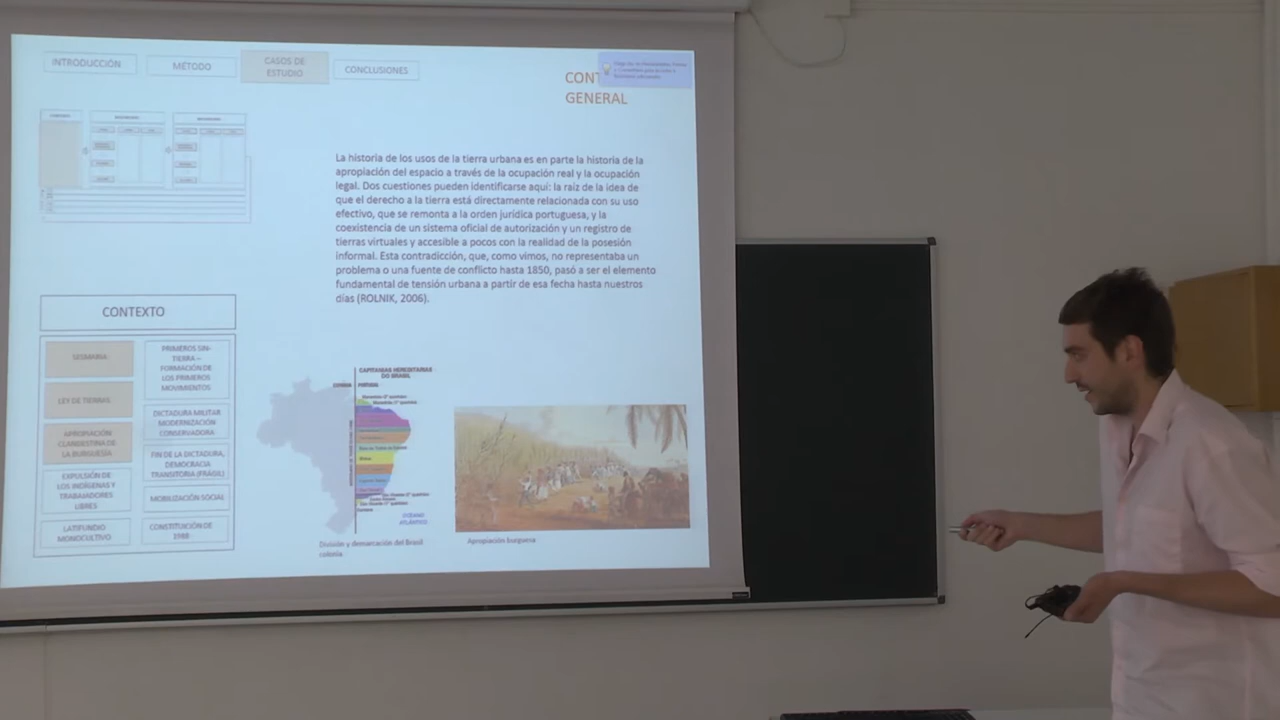 INTRODUCCIÓN
MÉTODO
CASOS DE
ESTUDIO
CONCLUSIONES
GENERAL
La historia de los usos de la tierra urbana es en parte la historia de la
apropiación del espacio a través de la ocupación real y la ocupación
legal. Dos cuestiones pueden identificarse aquí: la raíz de la idea de
que el derecho a la tierra está directamente relacionada con su uso
efectivo, que se remonta a la orden jurídica portuguesa, y la
coexistencia de un sistema oficial de autorización y un registro de
tierras virtuales y accesible a pocos con la realidad de la posesión
informal. Esta contradicción, que, como vimos, no representaba un
problema o una fuente de conflicto hasta 1850, pasó a ser el elemento
fundamental de tensión urbana a partir de esa fecha hasta nuestros
días (ROLNIK, 2006).
CONTEXTO
SESMARIA
LEY DE TIERRAS
APROPIACIÓN
CLANDESTINA DE
LA BURGUESÍA
EXPULSIÓN DE
LOS INDÍGENAS Y
TRABAJADORES
LIBRES
LATIFUNDIO
MONOCULTIVO
PRIMEROS SIN-
TIERRA –
FORMACIÓN DE
LOS PRIMEROS
MOVIMIENTOS
DICTADURA MILITAR
MODERNIZACIÓN
CONSERVADORA
FIN DE LA DICTADURA,
DEMOCRACIA
TRANSITORIA (FRÁGIL)
MOBILIZACIÓN SOCIAL
CONSTITUCIÓN DE
1988
CAPITANIAS HEREDITARIAS
DO BRASIL
OCEANO
ATLÁNTICO
División y demarcación del Brasil
colonia.
Apropiación burguesa